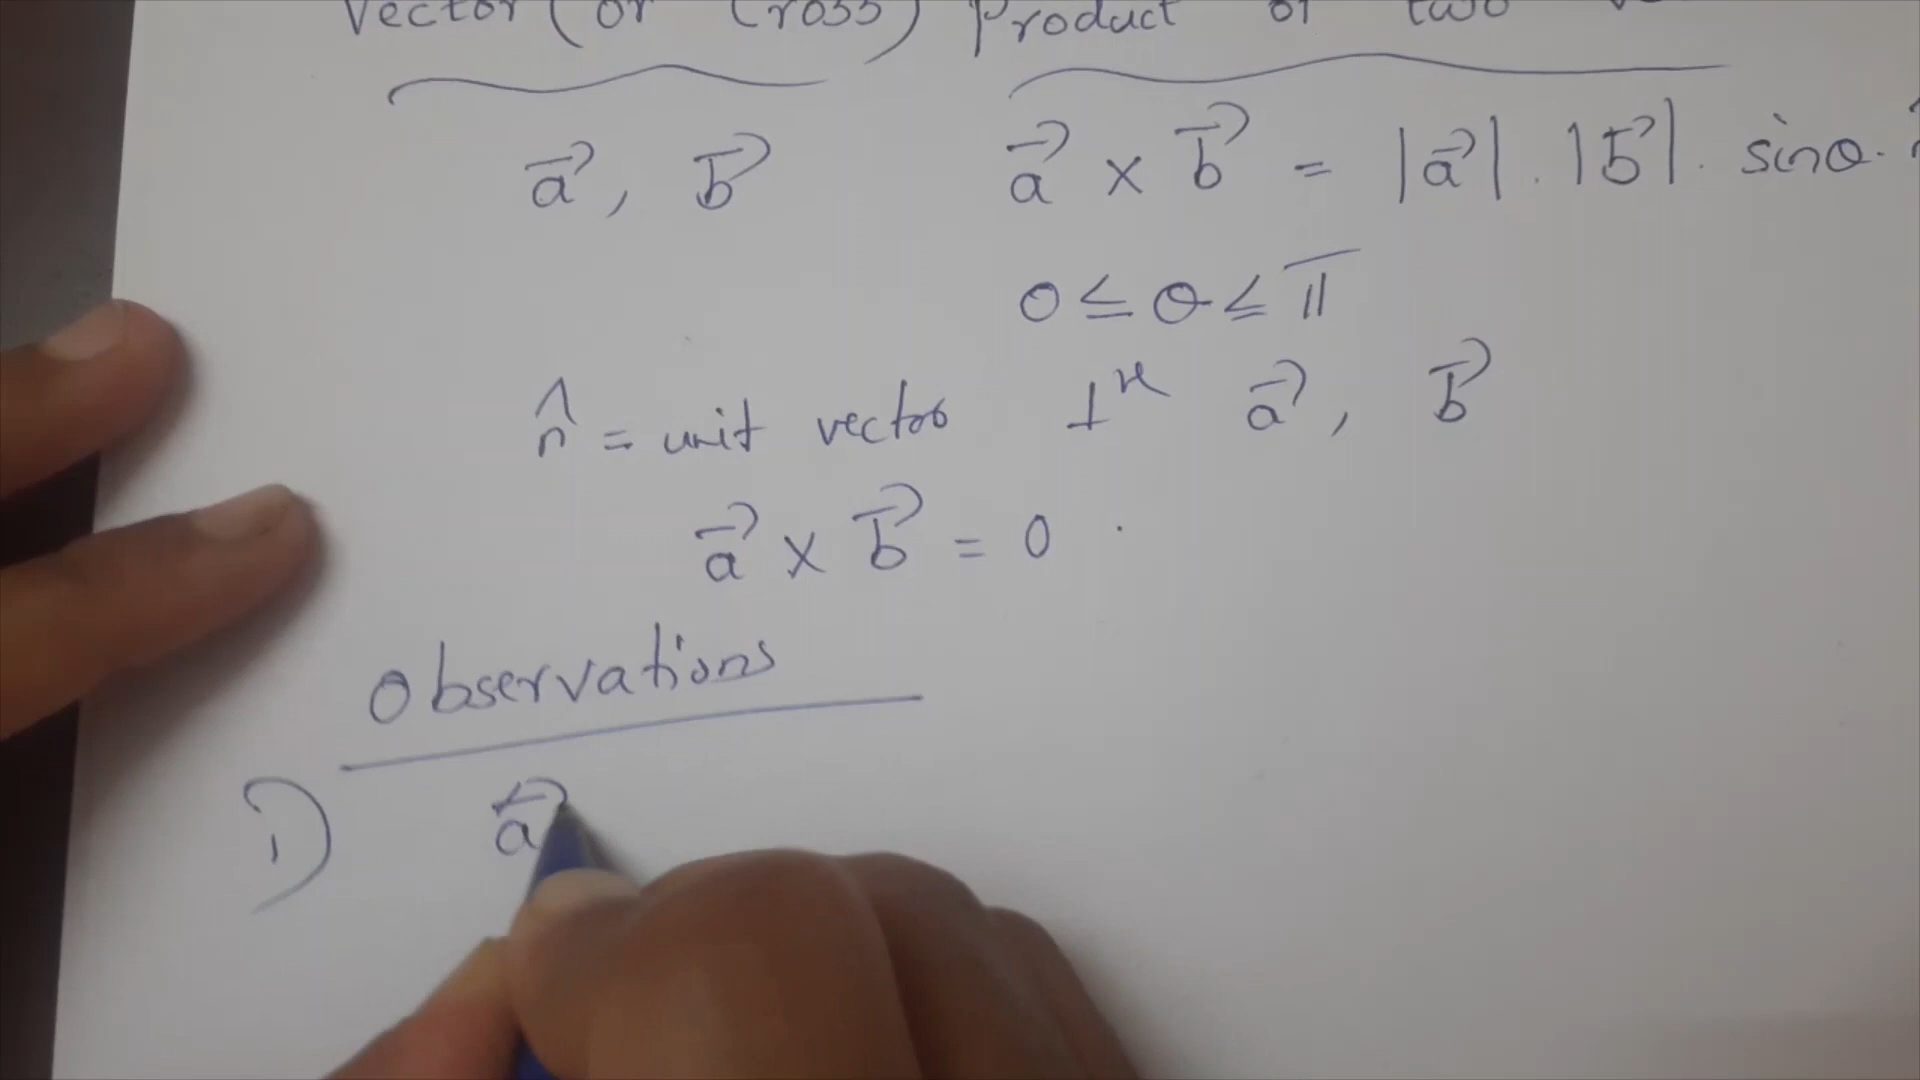 Vector (or Cross) Product of two
a⃗, b⃗
a⃗ × b⃗ = |a⃗| . |b⃗| . sinθ .
0 ≤ θ ≤ π
n̂ = unit vector ⊥ʳ a⃗, b⃗
a⃗ × b⃗ = 0
Observations
1) a⃗